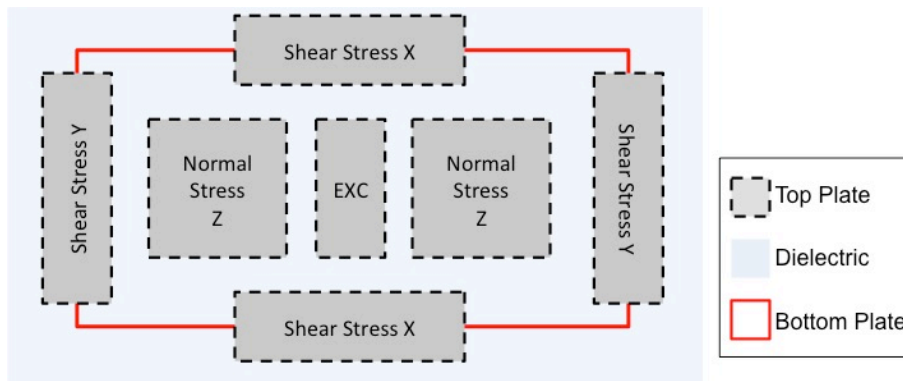 Shear Stress X
Shear Stress Y
Normal
Stress
Z
EXC
Normal
Stress
Z
Shear Stress Y
Shear Stress X
Top Plate
Dielectric
Bottom Plate